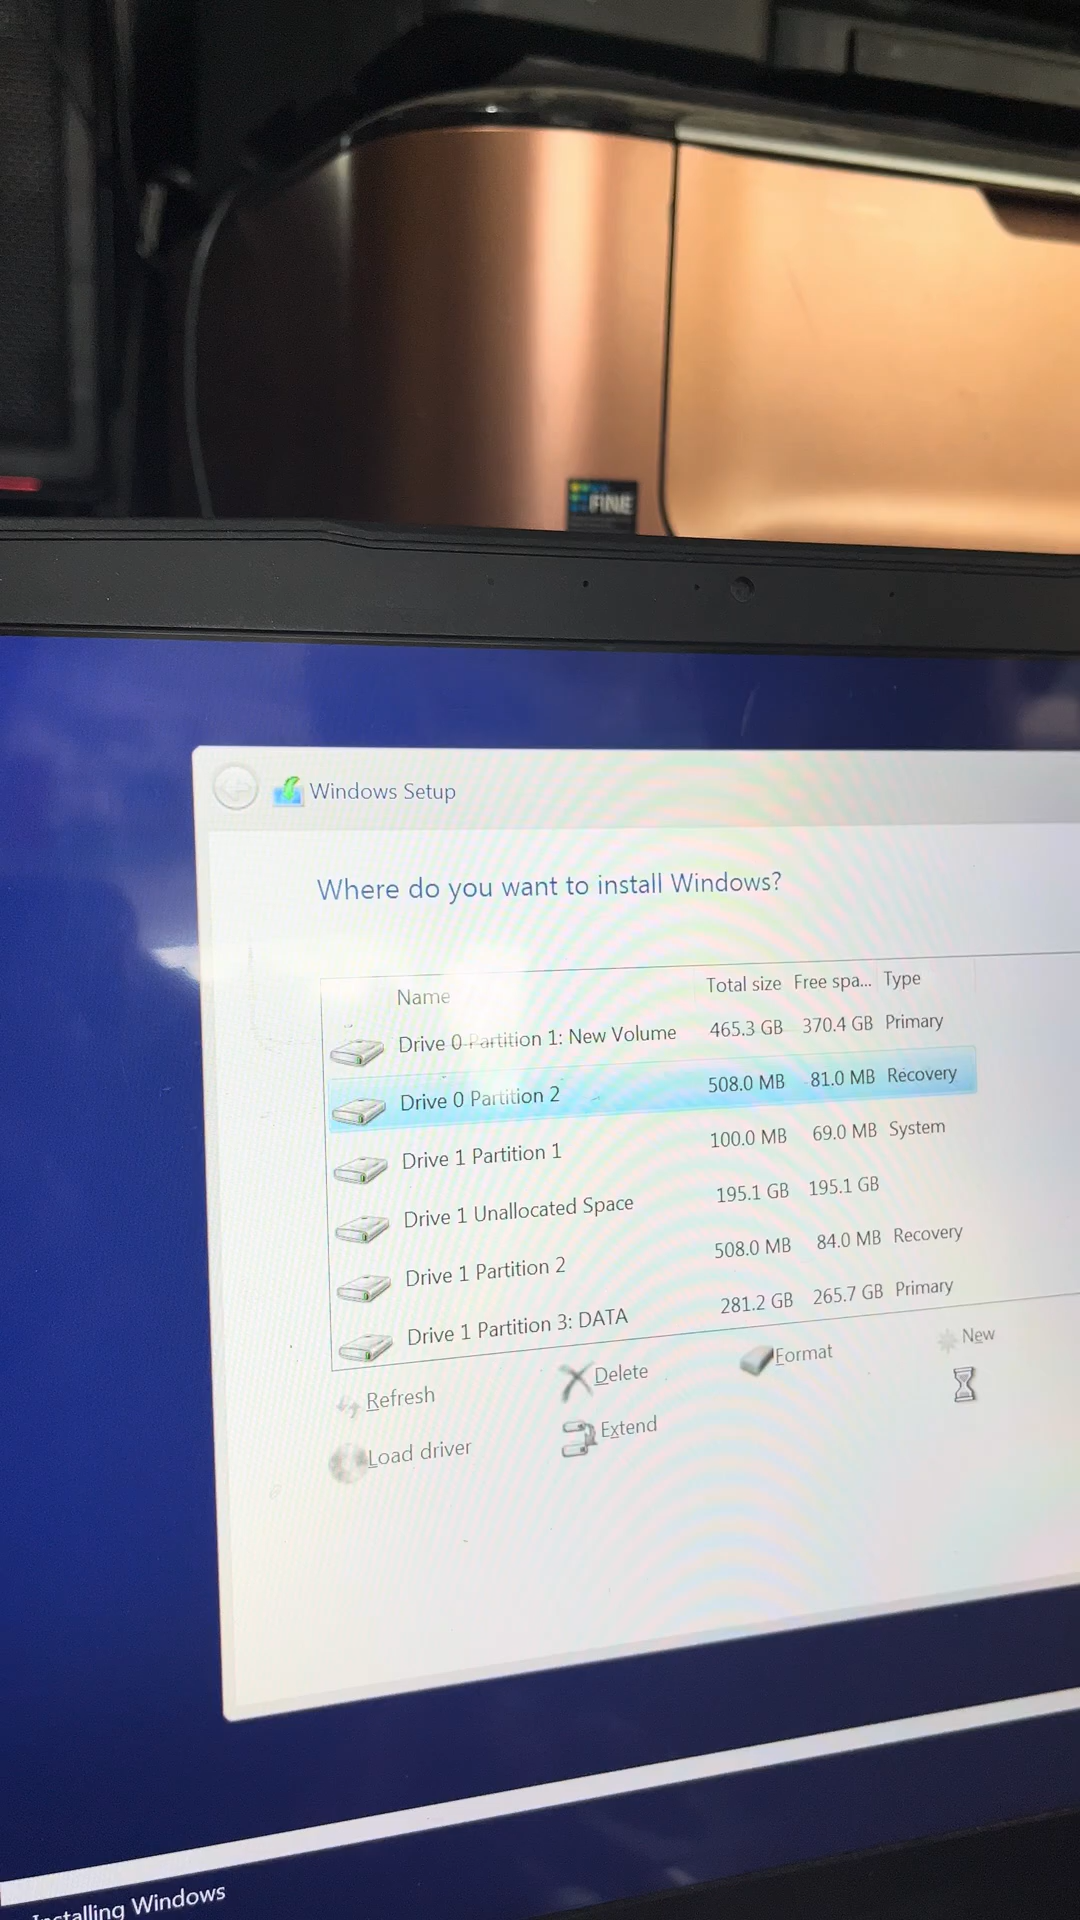 FINE
Windows Setup
Where do you want to install Windows?
Name Total size Free spa... Type
Drive 0 Partition 1: New Volume 465.3 GB 370.4 GB Primary
Drive 0 Partition 2 508.0 MB 81.0 MB Recovery
Drive 1 Partition 1 100.0 MB 69.0 MB System
Drive 1 Unallocated Space 195.1 GB 195.1 GB
Drive 1 Partition 2 508.0 MB 84.0 MB Recovery
Drive 1 Partition 3: DATA 281.2 GB 265.7 GB Primary
Refresh Delete Format New
Load driver Extend
Installing Windows